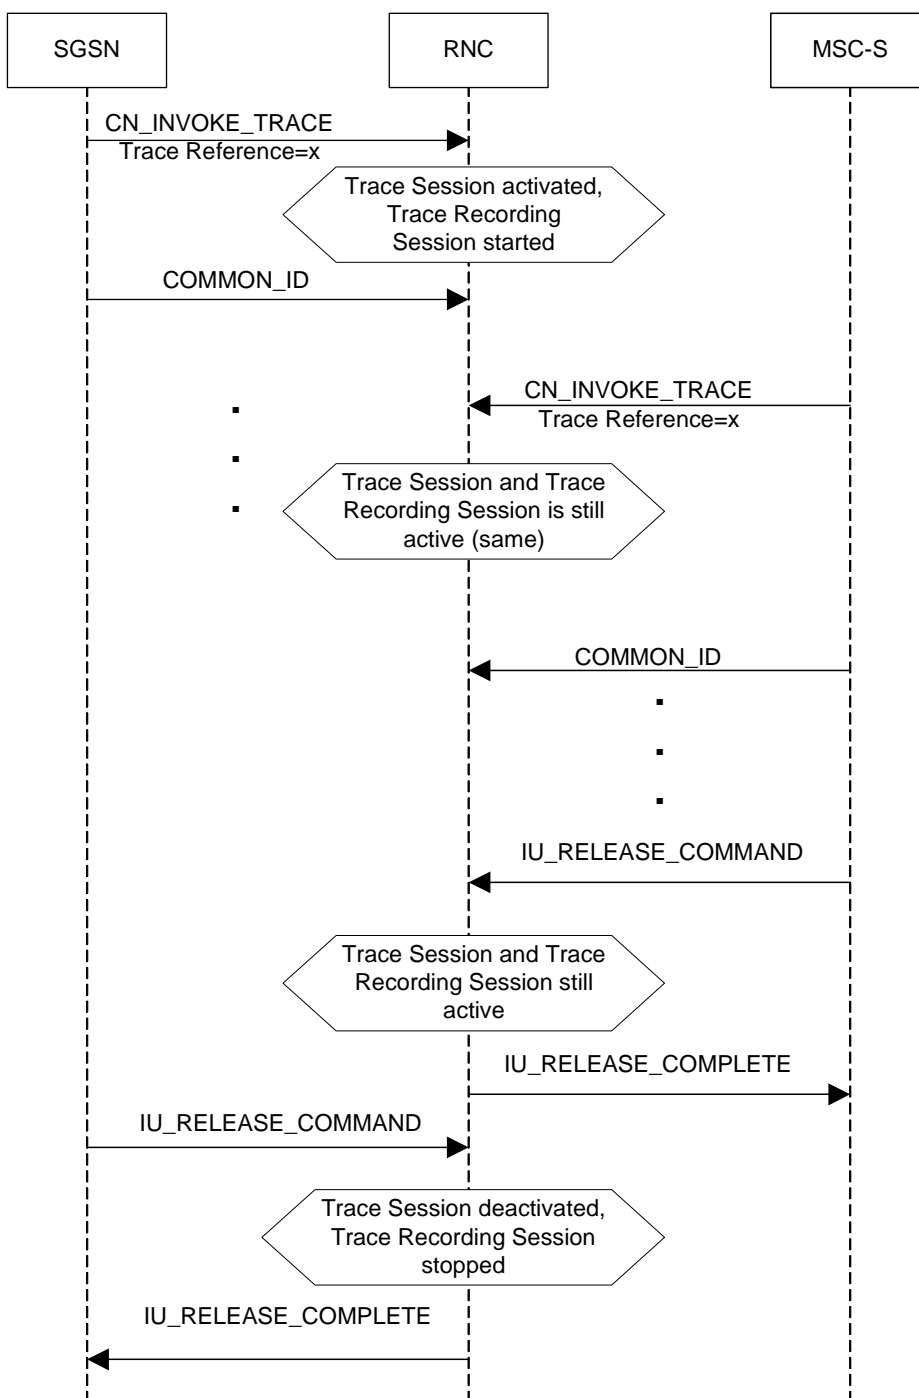 SGSN
RNC
MSC-S
CN_INVOKE_TRACE
Trace Reference=x
Trace Session activated,
Trace Recording
Session started
COMMON_ID
CN_INVOKE_TRACE
Trace Reference=x
Trace Session and Trace
Recording Session is still
active (same)
COMMON_ID
IU_RELEASE_COMMAND
Trace Session and Trace
Recording Session still
active
IU_RELEASE_COMPLETE
IU_RELEASE_COMMAND
Trace Session deactivated,
Trace Recording Session
stopped
IU_RELEASE_COMPLETE